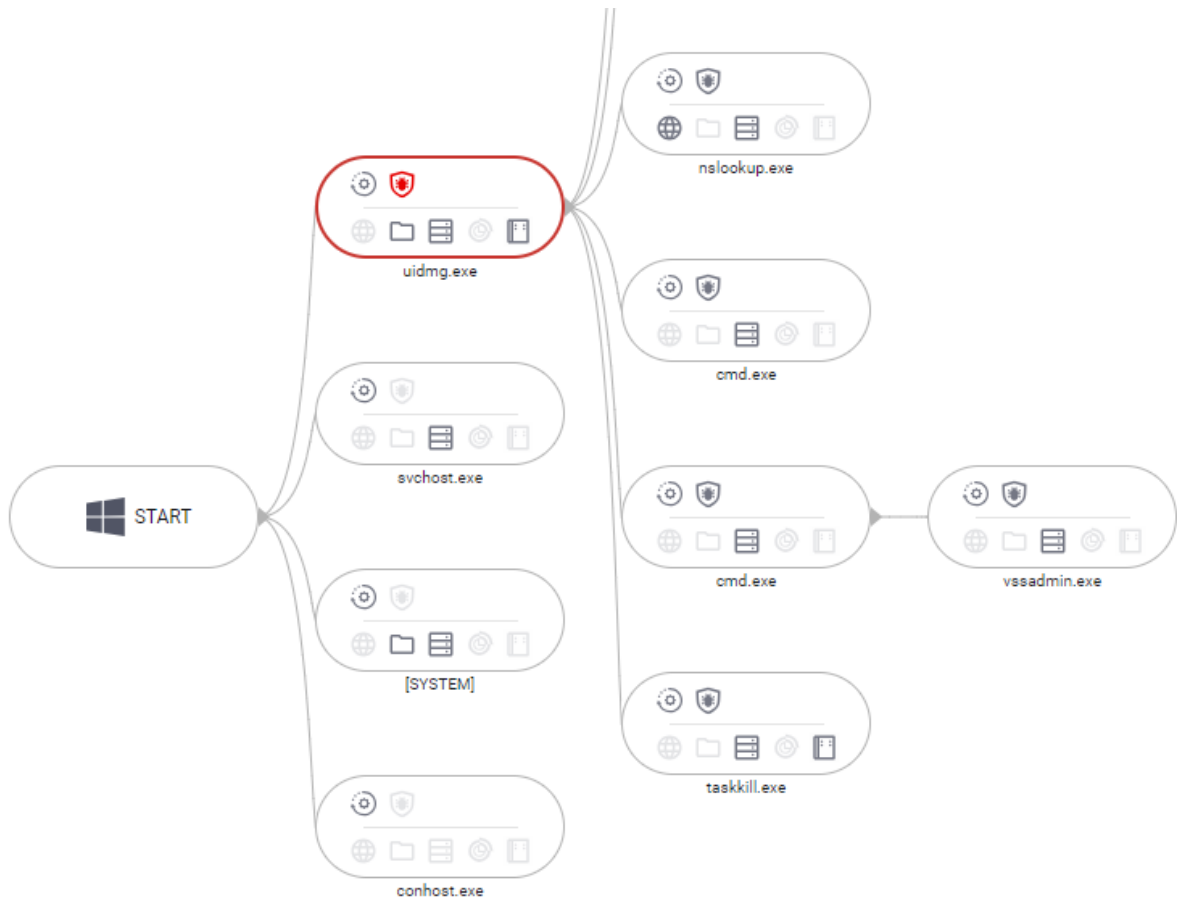 nslookup.exe
uidmg.exe
cmd.exe
svchost.exe
START
cmd.exe
vssadmin.exe
[SYSTEM]
taskkill.exe
conhost.exe